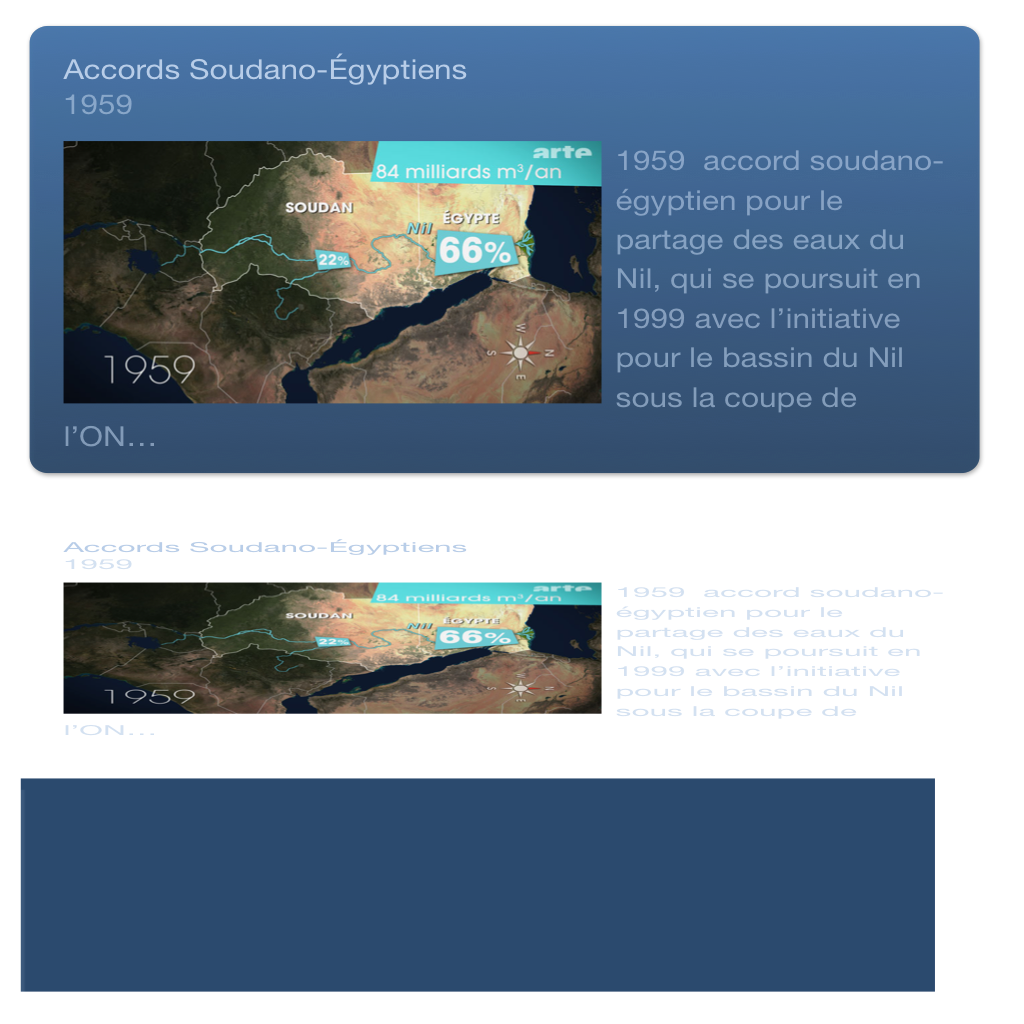 Accords Soudano-Égyptiens
1959
arte
84 milliards m³/an
SOUDAN
ÉGYPTE
Nil
66%
22%
1959
W
S N
E
1959 accord soudano-
égyptien pour le
partage des eaux du
Nil, qui se poursuit en
1999 avec l’initiative
pour le bassin du Nil
sous la coupe de
l’ON…
Accords Soudano-Égyptiens
1959
arte
84 milliards m³/an
SOUDAN
ÉGYPTE
Nil
66%
22%
1959
W
S N
E
1959 accord soudano-
égyptien pour le
partage des eaux du
Nil, qui se poursuit en
1999 avec l’initiative
pour le bassin du Nil
sous la coupe de
l’ON…